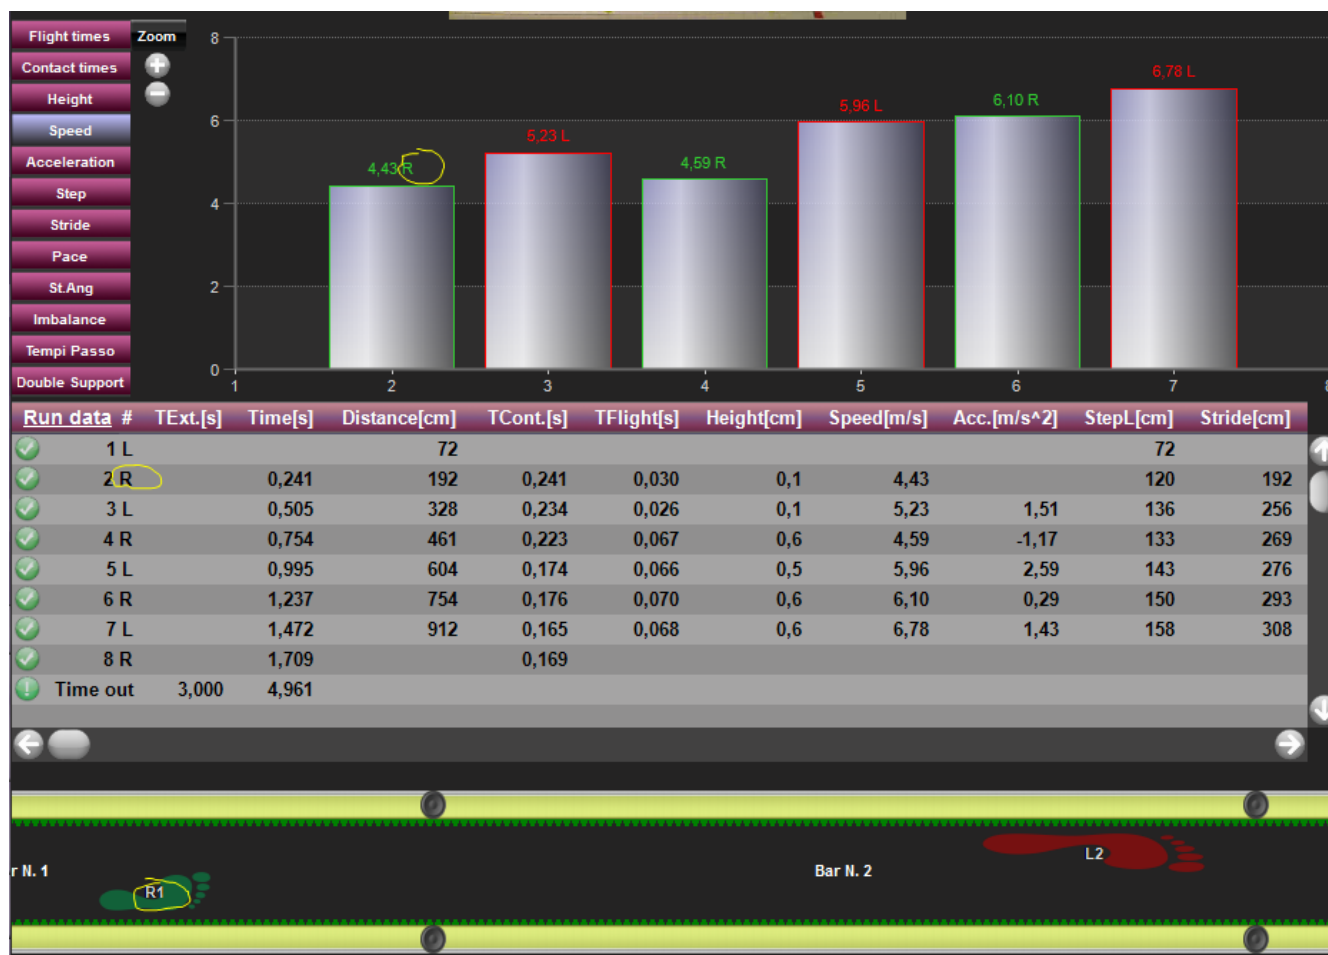 Flight times
Contact times
Height
Speed
Acceleration
Step
Stride
Pace
St.Ang
Imbalance
Tempi Passo
Double Support
Zoom
8
6
4
2
0
4,43 R
5,23 L
4,59 R
5,96 L
6,10 R
6,78 L
1 2 3 4 5 6 7
Run data # TExt.[s] Time[s] Distance[cm] TCont.[s] TFlight[s] Height[cm] Speed[m/s] Acc.[m/s^2] StepL[cm] Stride[cm]
1 L 72 72
2 R 0,241 192 0,241 0,030 0,1 4,43 120 192
3 L 0,505 328 0,234 0,026 0,1 5,23 1,51 136 256
4 R 0,754 461 0,223 0,067 0,6 4,59 -1,17 133 269
5 L 0,995 604 0,174 0,066 0,5 5,96 2,59 143 276
6 R 1,237 754 0,176 0,070 0,6 6,10 0,29 150 293
7 L 1,472 912 0,165 0,068 0,6 6,78 1,43 158 308
8 R 1,709 0,169
Time out 3,000 4,961
r N. 1
R1
Bar N. 2
L2